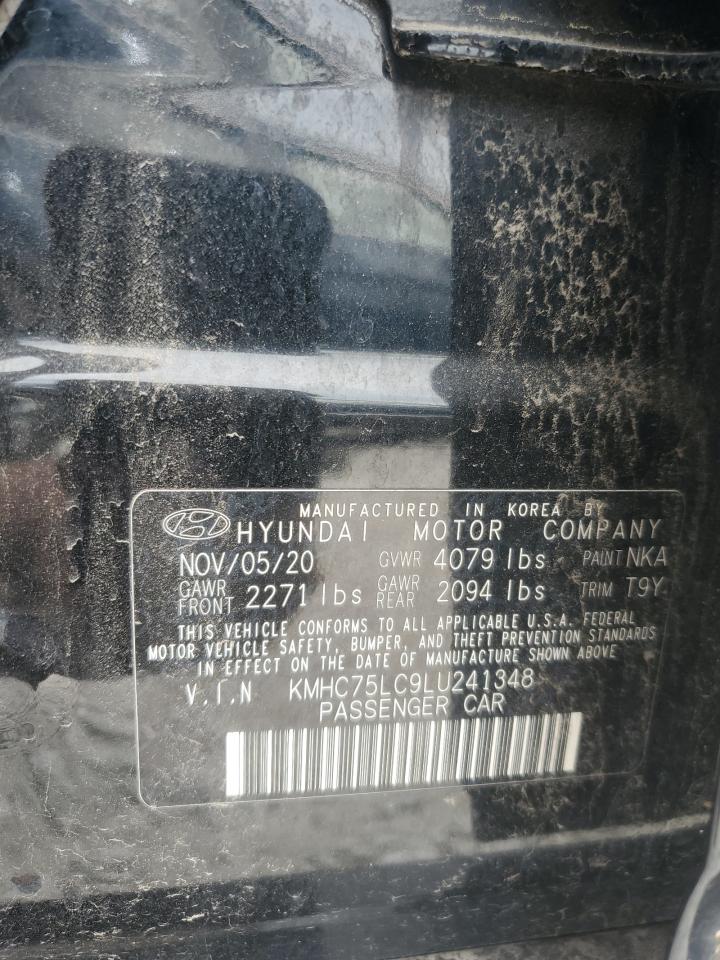 MANUFACTURED IN KOREA BY
HYUNDAI MOTOR COMPANY
NOV/05/20 GVWR 4079 lbs PAINT NKA
GAWR FRONT 2271 lbs GAWR REAR 2094 lbs TRIM T9Y
THIS VEHICLE CONFORMS TO ALL APPLICABLE U.S.A. FEDERAL
MOTOR VEHICLE SAFETY, BUMPER, AND THEFT PREVENTION STANDARDS
IN EFFECT ON THE DATE OF MANUFACTURE SHOWN ABOVE
V.I.N KMHC75LC9LU241348
PASSENGER CAR